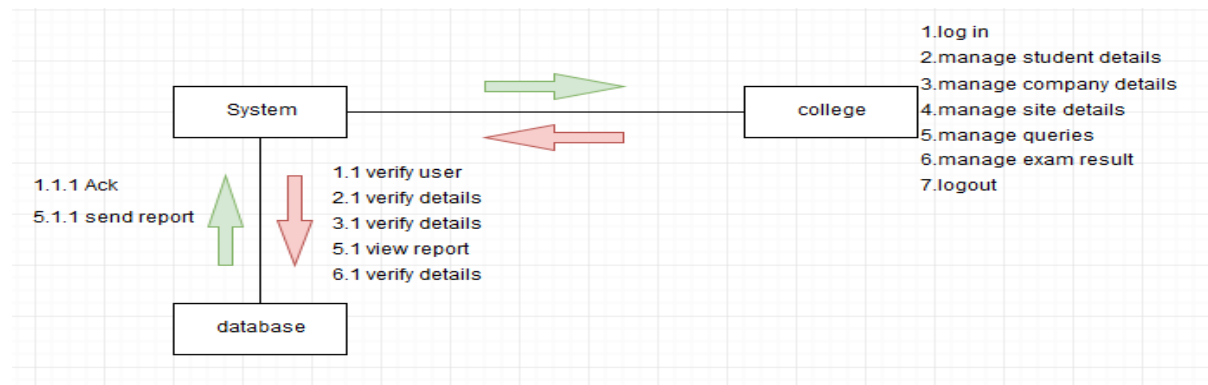 1.log in
2.manage student details
3.manage company details
4.manage site details
5.manage queries
6.manage exam result
7.logout
System
college
1.1.1 Ack
5.1.1 send report
1.1 verify user
2.1 verify details
3.1 verify details
5.1 view report
6.1 verify details
database